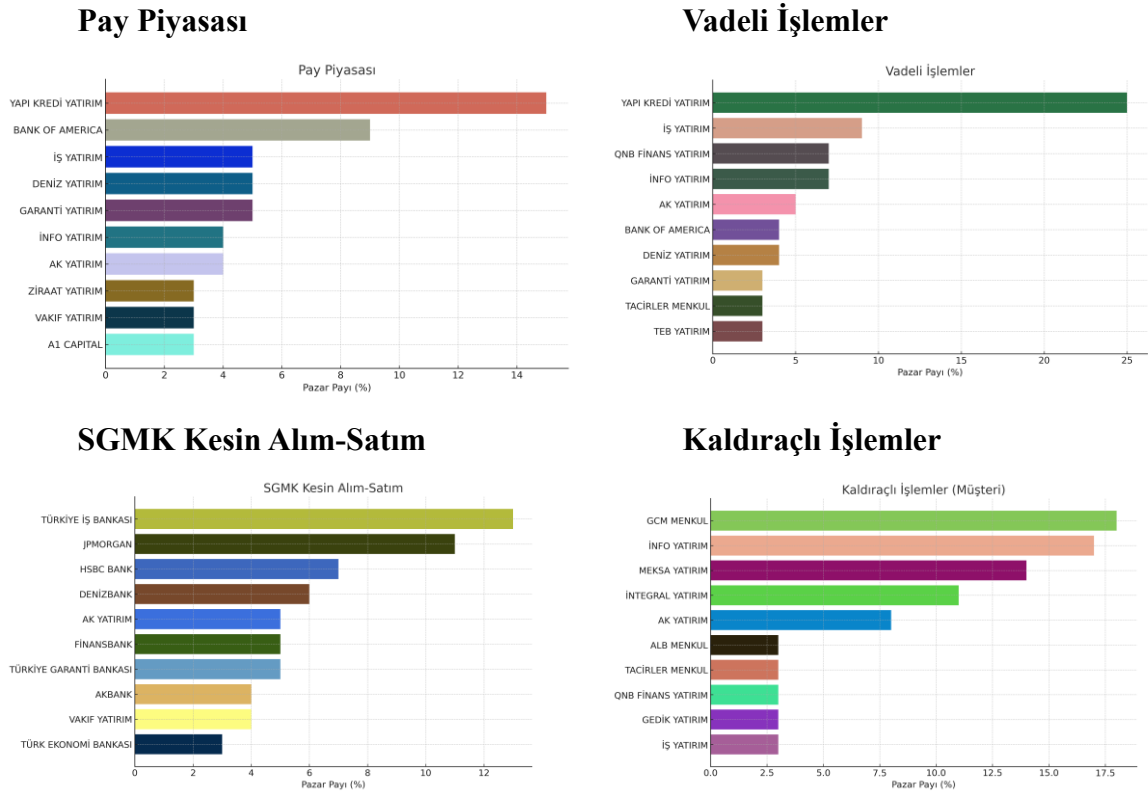 Pay Piyasası
Pay Piyasası
YAPI KREDİ YATIRIM
BANK OF AMERICA
İŞ YATIRIM
DENİZ YATIRIM
GARANTİ YATIRIM
İNFO YATIRIM
AK YATIRIM
ZİRAAT YATIRIM
VAKIF YATIRIM
A1 CAPITAL
0 2 4 6 8 10 12 14
Pazar Payı (%)
Vadeli İşlemler
Vadeli İşlemler
YAPI KREDİ YATIRIM
İŞ YATIRIM
QNB FİNANS YATIRIM
İNFO YATIRIM
AK YATIRIM
BANK OF AMERICA
DENİZ YATIRIM
GARANTİ YATIRIM
TACİRLER MENKUL
TEB YATIRIM
0 5 10 15 20 25
Pazar Payı (%)
SGMK Kesin Alım-Satım
SGMK Kesin Alım-Satım
TÜRKİYE İŞ BANKASI
JPMORGAN
HSBC BANK
DENİZBANK
AK YATIRIM
FİNANSBANK
TÜRKİYE GARANTİ BANKASI
AKBANK
VAKIF YATIRIM
TÜRK EKONOMİ BANKASI
0 2 4 6 8 10 12
Pazar Payı (%)
Kaldıraçlı İşlemler
Kaldıraçlı İşlemler (Müşteri)
GCM MENKUL
İNFO YATIRIM
MEKSA YATIRIM
İNTEGRAL YATIRIM
AK YATIRIM
ALB MENKUL
TACİRLER MENKUL
QNB FİNANS YATIRIM
GEDİK YATIRIM
İŞ YATIRIM
0.0 2.5 5.0 7.5 10.0 12.5 15.0 17.5
Pazar Payı (%)